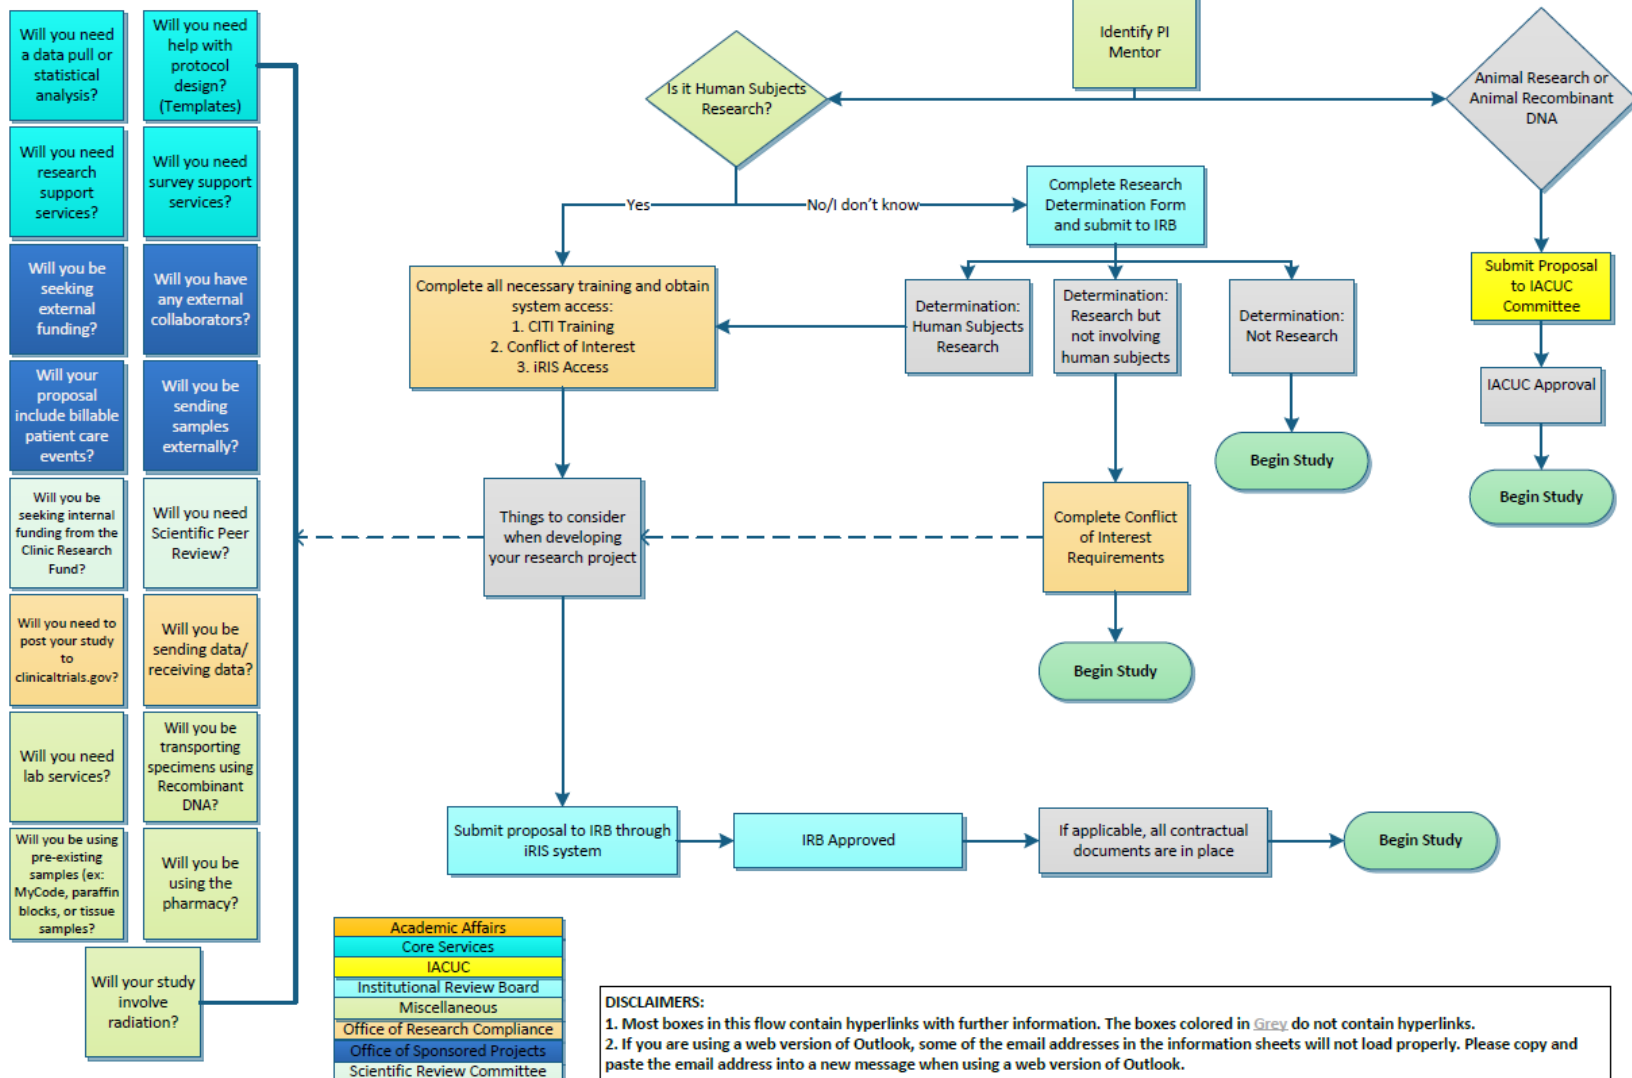 Will you need
a data pull or
statistical
analysis?
Will you need
help with
protocol
design?
(Templates)
Will you need
research
support
services?
Will you need
survey support
services?
Will you be
seeking
external
funding?
Will you have
any external
collaborators?
Will your
proposal
include billable
patient care
events?
Will you be
sending
samples
externally?
Will you be
seeking internal
funding from the
Clinic Research
Fund?
Will you need
Scientific Peer
Review?
Will you need to
post your study
to
clinicaltrials.gov?
Will you be
sending data/
receiving data?
Will you need
lab services?
Will you be
transporting
specimens using
Recombinant
DNA?
Will you be using
pre-existing
samples (ex:
MyCode, paraffin
blocks, or tissue
samples?
Will you be
using the
pharmacy?
Will your study
involve
radiation?
Identify PI
Mentor
Is it Human Subjects
Research?
Animal Research or
Animal Recombinant
DNA
Yes
No/I don't know
Complete Research
Determination Form
and submit to IRB
Complete all necessary training and obtain
system access:
1. CITI Training
2. Conflict of Interest
3. iRIS Access
Determination:
Human Subjects
Research
Determination:
Research but
not involving
human subjects
Determination:
Not Research
Submit Proposal
to IACUC
Committee
IACUC Approval
Begin Study
Begin Study
Things to consider
when developing
your research project
Complete Conflict
of Interest
Requirements
Begin Study
Submit proposal to IRB through
iRIS system
IRB Approved
If applicable, all contractual
documents are in place
Begin Study
Academic Affairs
Core Services
IACUC
Institutional Review Board
Miscellaneous
Office of Research Compliance
Office of Sponsored Projects
Scientific Review Committee
DISCLAIMERS:
1. Most boxes in this flow contain hyperlinks with further information. The boxes colored in Grey do not contain hyperlinks.
2. If you are using a web version of Outlook, some of the email addresses in the information sheets will not load properly. Please copy and
paste the email address into a new message when using a web version of Outlook.